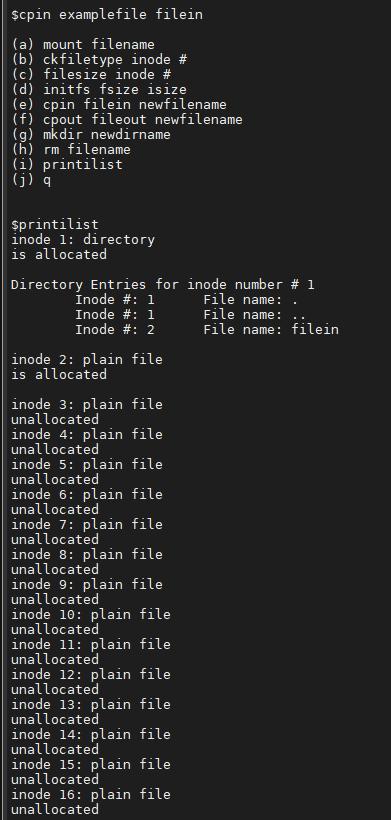 $cpin examplefile filein
(a) mount filename
(b) ckfiletype inode #
(c) filesize inode #
(d) initfs fsize isize
(e) cpin filein newfilename
(f) cpout fileout newfilename
(g) mkdir newdirname
(h) rm filename
(i) printilist
(j) q
$printilist
inode 1: directory
is allocated
Directory Entries for inode number # 1
Inode #: 1 File name: .
Inode #: 1 File name: ..
Inode #: 2 File name: filein
inode 2: plain file
is allocated
inode 3: plain file
unallocated
inode 4: plain file
unallocated
inode 5: plain file
unallocated
inode 6: plain file
unallocated
inode 7: plain file
unallocated
inode 8: plain file
unallocated
inode 9: plain file
unallocated
inode 10: plain file
unallocated
inode 11: plain file
unallocated
inode 12: plain file
unallocated
inode 13: plain file
unallocated
inode 14: plain file
unallocated
inode 15: plain file
unallocated
inode 16: plain file
unallocated